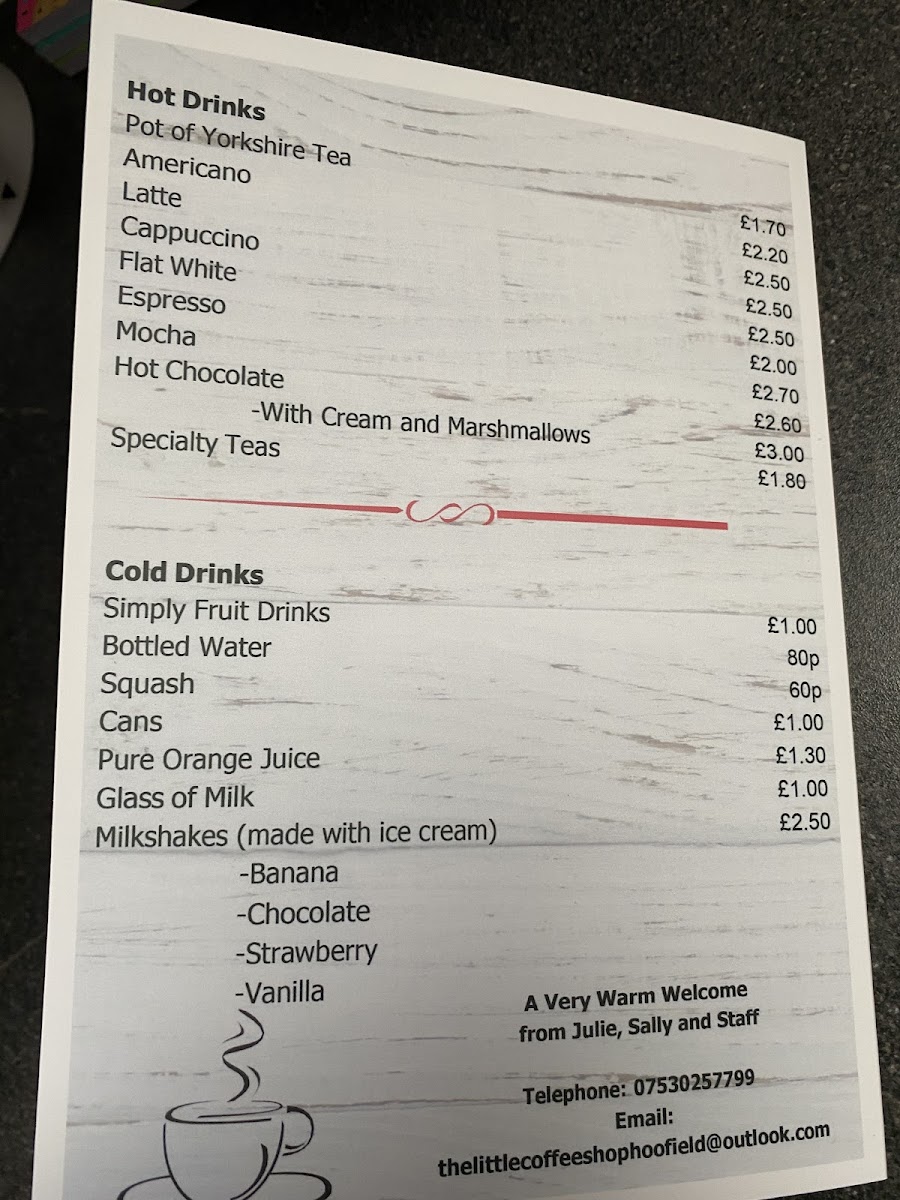 Hot Drinks
Pot of Yorkshire Tea £1.70
Americano £2.20
Latte £2.50
Cappuccino £2.50
Flat White £2.50
Espresso £2.00
Mocha £2.70
Hot Chocolate £2.60
-With Cream and Marshmallows £3.00
Specialty Teas £1.80
Cold Drinks
Simply Fruit Drinks £1.00
Bottled Water 80p
Squash 60p
Cans £1.00
Pure Orange Juice £1.30
Glass of Milk £1.00
Milkshakes (made with ice cream) £2.50
-Banana
-Chocolate
-Strawberry
-Vanilla
A Very Warm Welcome
from Julie, Sally and Staff
Telephone: 07530257799
Email:
thelittlecoffeeshophoofield@outlook.com